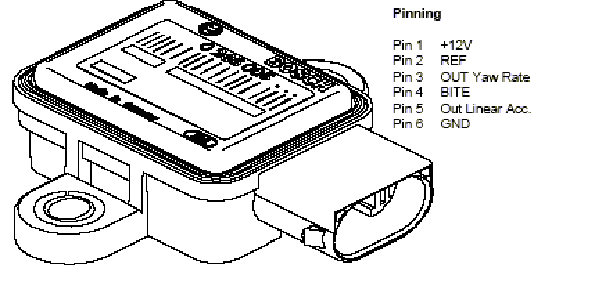 Pinning
Pin 1 +12V
Pin 2 REF
Pin 3 OUT Yaw Rate
Pin 4 BITE
Pin 5 Out Linear Acc.
Pin 6 GND